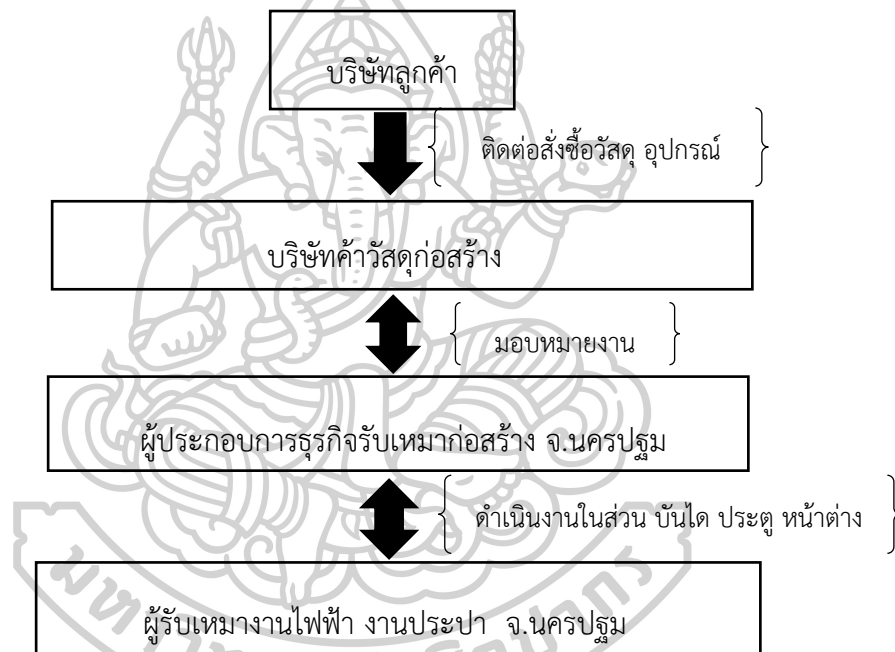 บริษัทลูกค้า
ติดต่อสั่งซื้อวัสดุ อุปกรณ์
บริษัทค้าวัสดุก่อสร้าง
มอบหมายงาน
ผู้ประกอบการธุรกิจรับเหมาก่อสร้าง จ.นครปฐม
ดำเนินงานในส่วน บันได ประตู หน้าต่าง
ผู้รับเหมางานไฟฟ้า งานประปา จ.นครปฐม